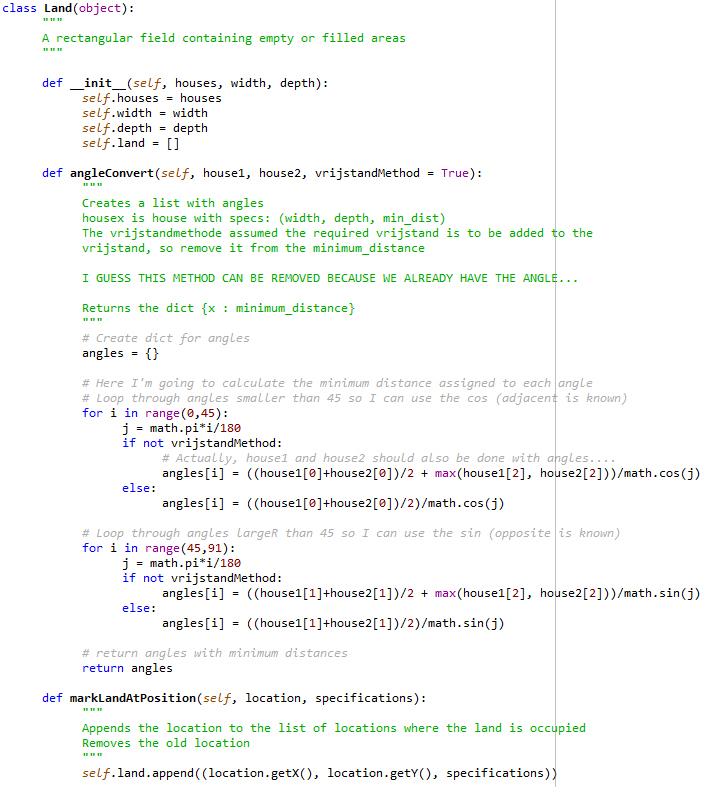 class Land(object):
    """
    A rectangular field containing empty or filled areas
    """

    def __init__(self, houses, width, depth):
        self.houses = houses
        self.width = width
        self.depth = depth
        self.land = []

    def angleConvert(self, house1, house2, vrijstandMethod = True):
        """
        Creates a list with angles
        housex is house with specs: (width, depth, min_dist)
        The vrijstandmethode assumed the required vrijstand is to be added to the
        vrijstand, so remove it from the minimum_distance

        I GUESS THIS METHOD CAN BE REMOVED BECAUSE WE ALREADY HAVE THE ANGLE...

        Returns the dict {x : minimum_distance}
        """
        # Create dict for angles
        angles = {}

        # Here I'm going to calculate the minimum distance assigned to each angle
        # Loop through angles smaller than 45 so I can use the cos (adjacent is known)
        for i in range(0,45):
            j = math.pi*i/180
            if not vrijstandMethod:
                # Actually, house1 and house2 should also be done with angles....
                angles[i] = ((house1[0]+house2[0])/2 + max(house1[2], house2[2]))/math.cos(j)
            else:
                angles[i] = ((house1[0]+house2[0])/2)/math.cos(j)

        # Loop through angles largeR than 45 so I can use the sin (opposite is known)
        for i in range(45,91):
            j = math.pi*i/180
            if not vrijstandMethod:
                angles[i] = ((house1[1]+house2[1])/2 + max(house1[2], house2[2]))/math.sin(j)
            else:
                angles[i] = ((house1[1]+house2[1])/2)/math.sin(j)

        # return angles with minimum distances
        return angles

    def markLandAtPosition(self, location, specifications):
        """
        Appends the location to the list of locations where the land is occupied
        Removes the old location
        """
        self.land.append((location.getX(), location.getY(), specifications))